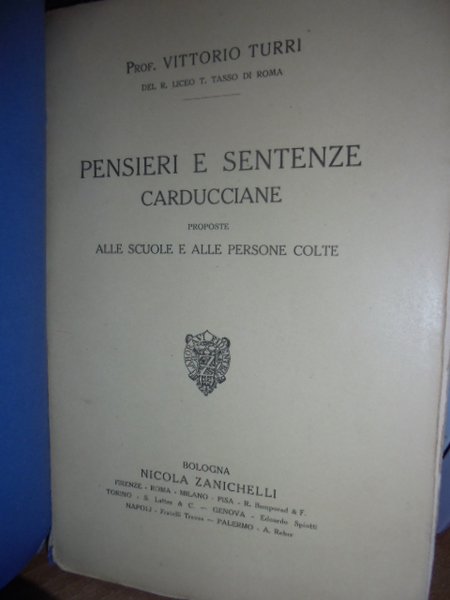 PROF. VITTORIO TURRI
DEL R. LICEO T. TASSO DI ROMA
PENSIERI E SENTENZE
CARDUCCIANE
PROPOSTE
ALLE SCUOLE E ALLE PERSONE COLTE
BOLOGNA
NICOLA ZANICHELLI
FIRENZE - ROMA - MILANO - PISA - R. Bemporad & F.
TORINO - S. Lattes & C. - GENOVA - Edoardo Spiotti
NAPOLI - Fratelli Treves - PALERMO - A. Reber